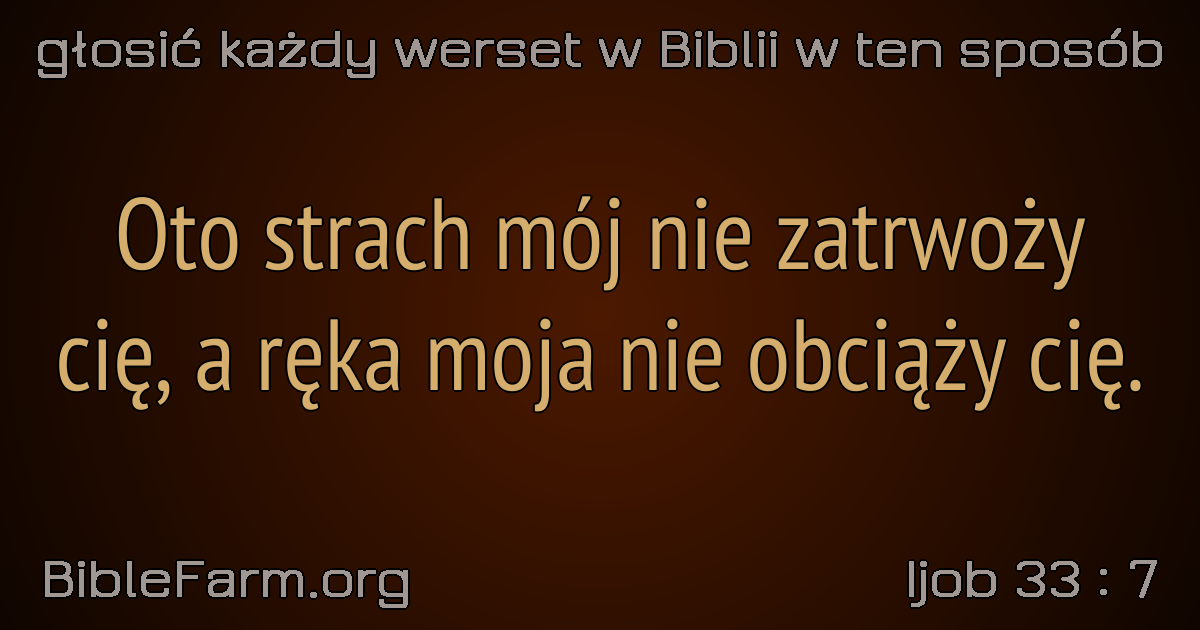 głosić każdy werset w Biblii w ten sposób
Oto strach mój nie zatrwoży
cię, a ręka moja nie obciąży cię.
BibleFarm.org
Ijob 33 : 7